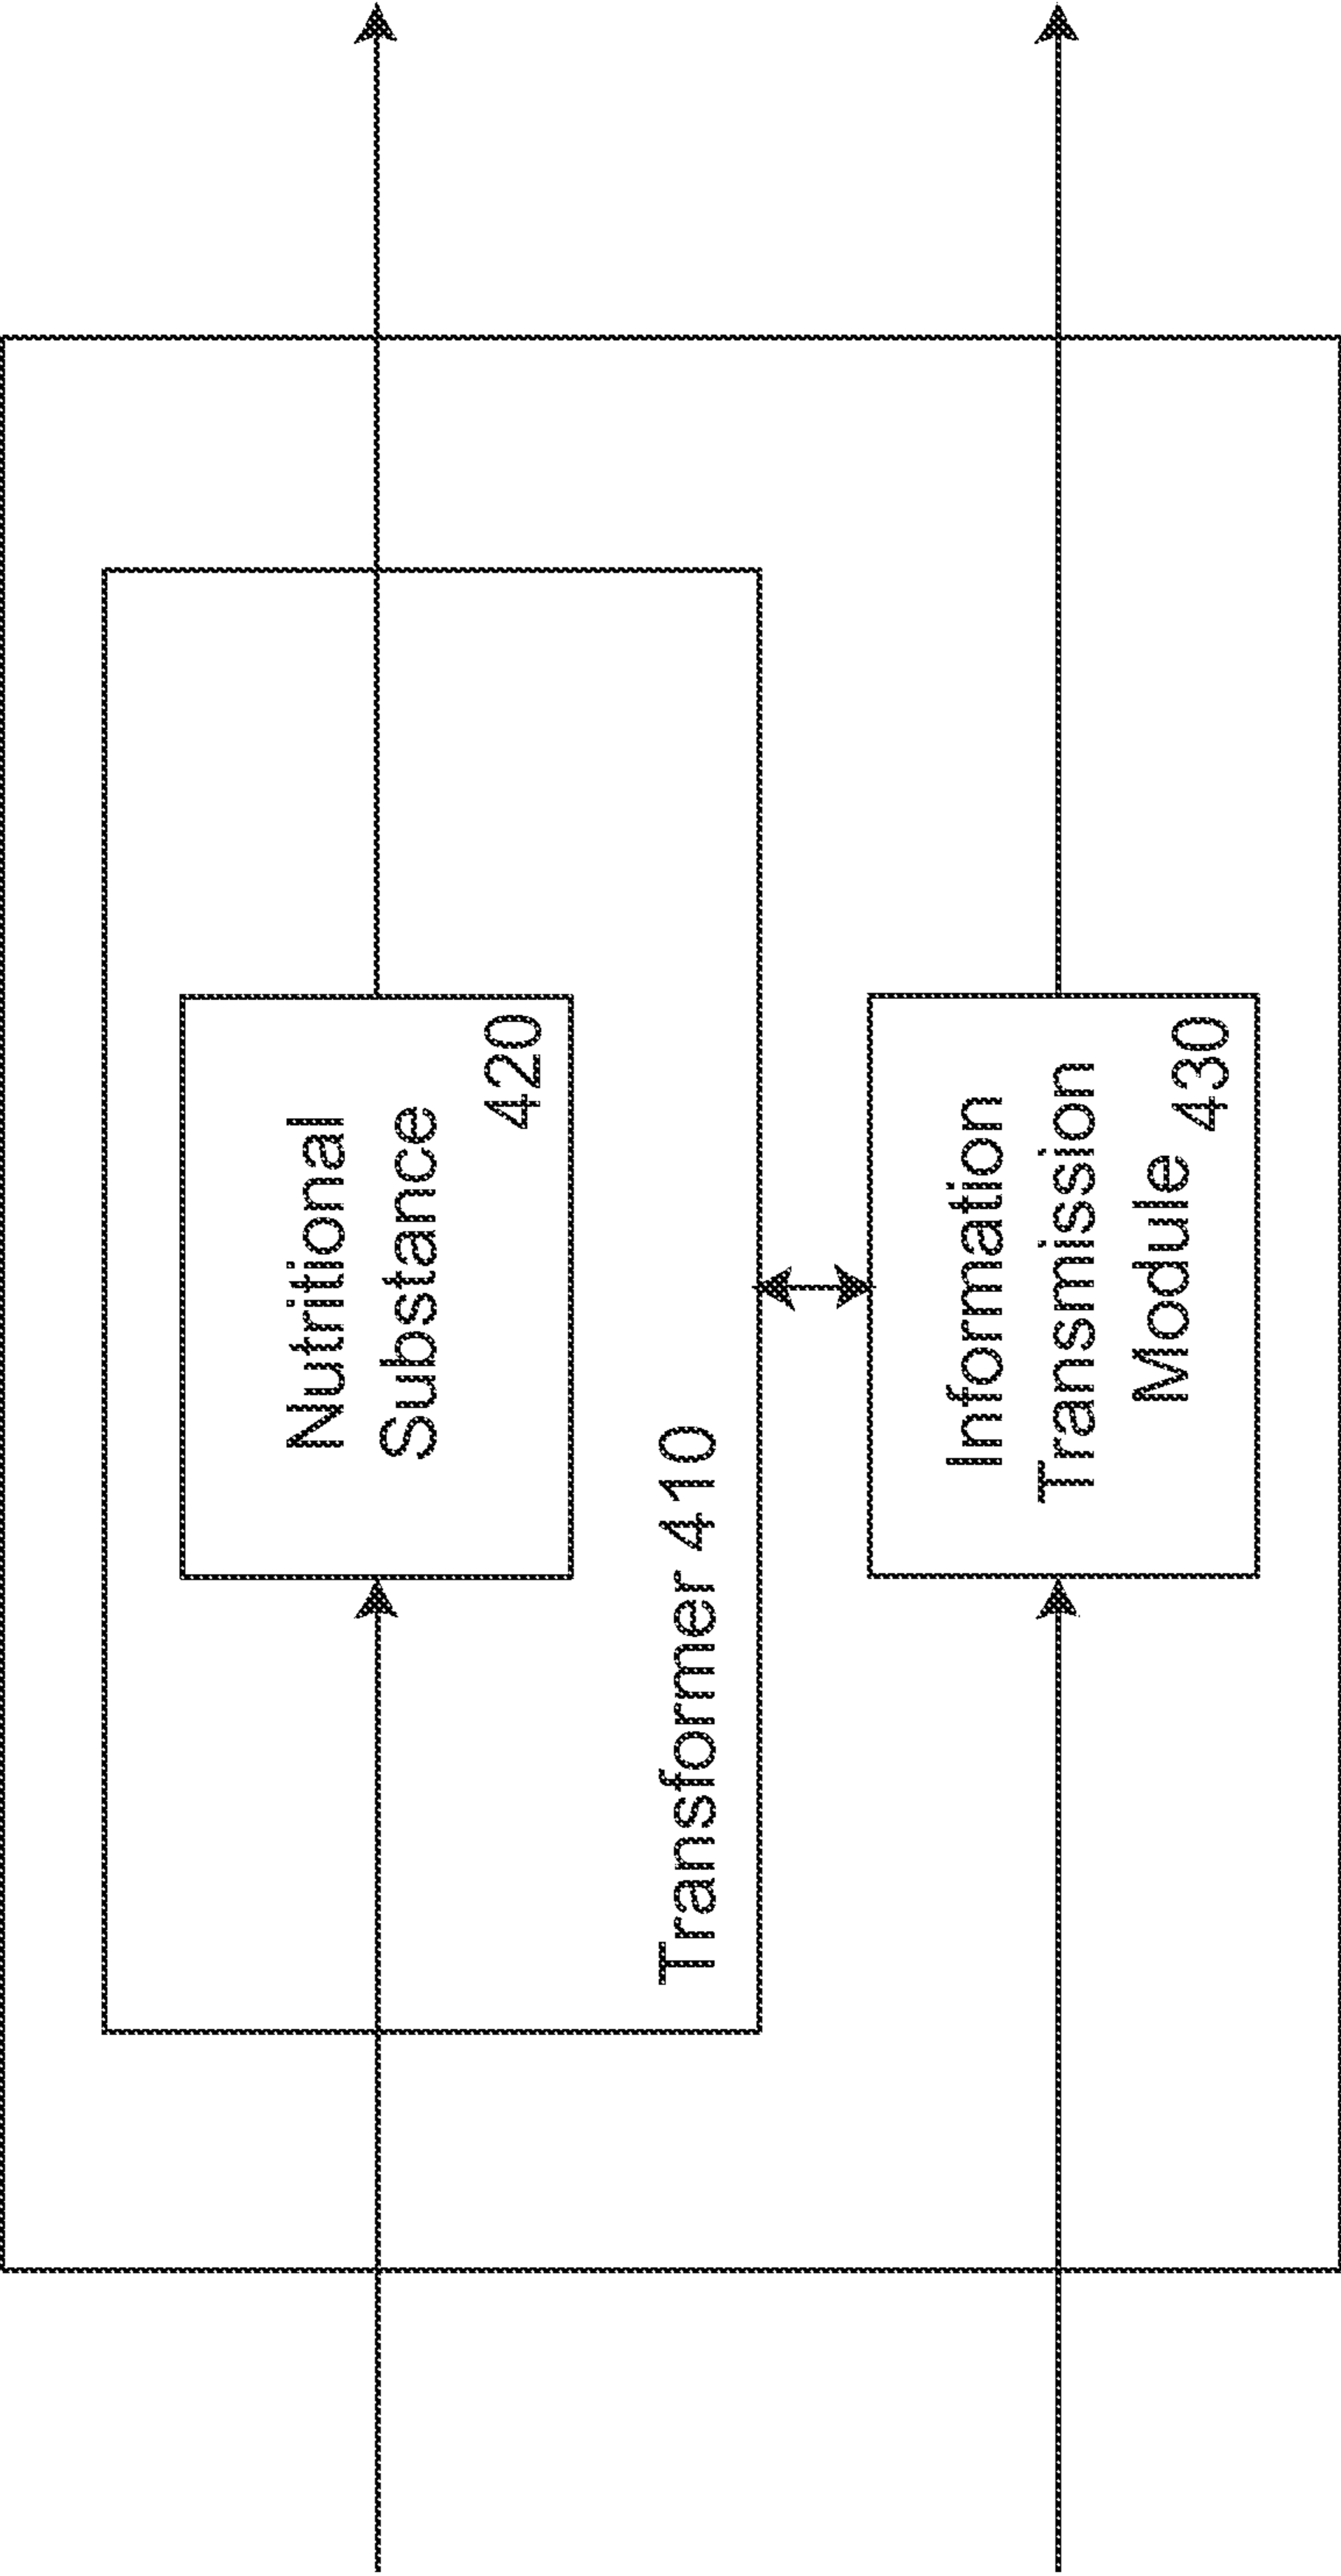 Nutritional
Substance
420
Transformer 410
Information
Transmission
Module
430